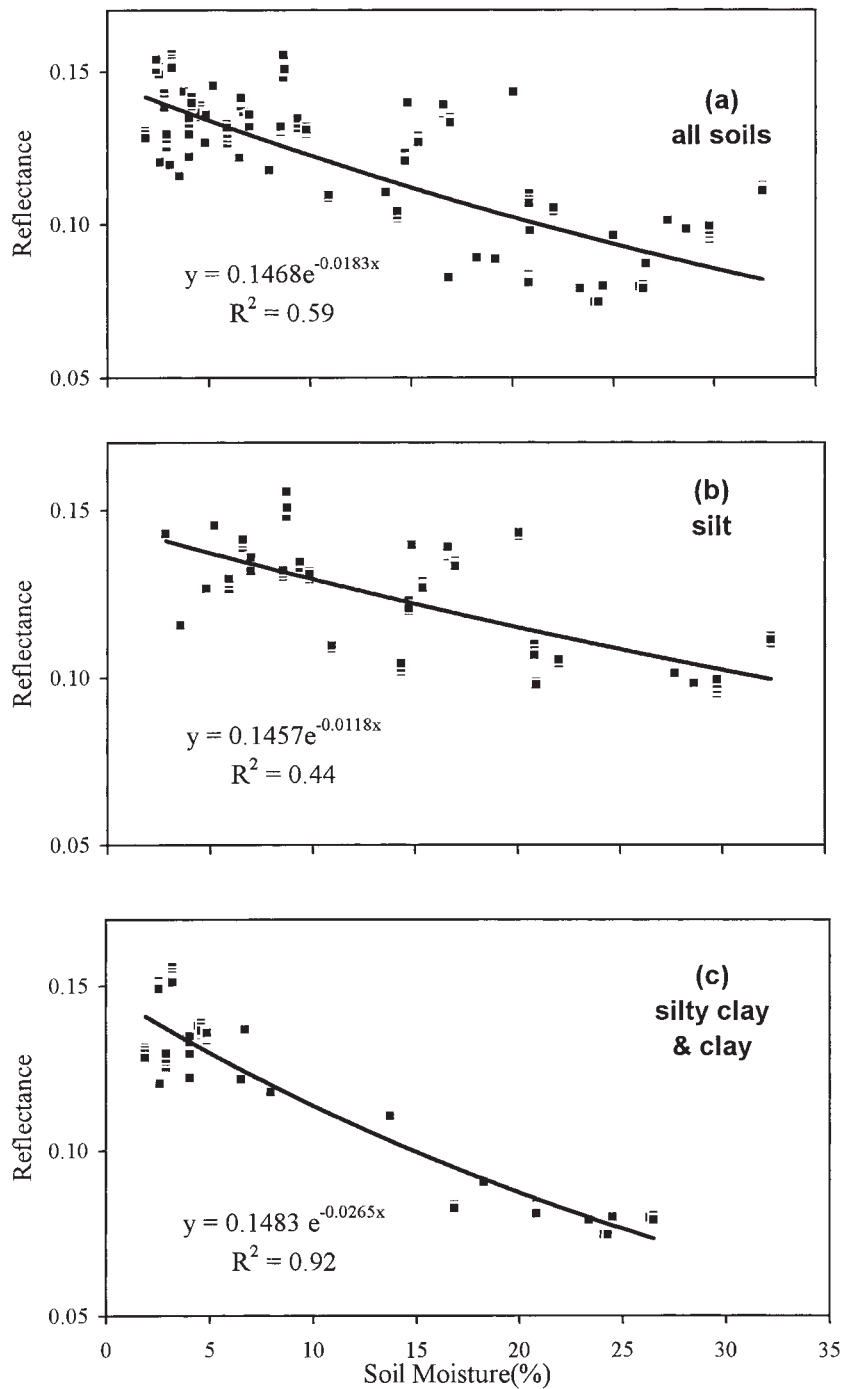 0.15
(a)
all soils
Reflectance
0.10
y = 0.1468e^-0.0183x
R² = 0.59
0.05
(b)
0.15
silt
Reflectance
0.10
y = 0.1457e^-0.0118x
R² = 0.44
0.05
(c)
0.15
silty clay
& clay
Reflectance
0.10
y = 0.1483 e^-0.0265x
R² = 0.92
0.05
0 5 10 15 20 25 30 35
Soil Moisture(%)